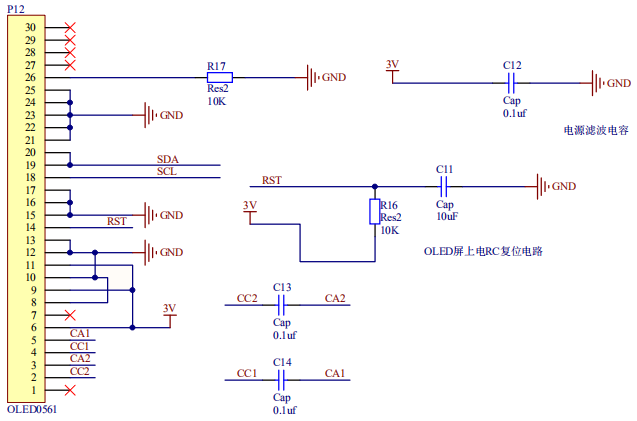 P12
30
29
28
27
26
25
24
23
22
21
20
19
18
17
16
15
14
13
12
11
10
9
8
7
6
5
4
3
2
1
OLED0561
R17
Res2
10K
GND
GND
SDA
SCL
GND
RST
GND
3V
CA1
CC1
CA2
CC2
3V
C12
Cap
0.1uf
GND
电源滤波电容
RST
C11
Cap
10uF
GND
3V
R16
Res2
10K
OLED屏上电RC复位电路
CC2
C13
CA2
Cap
0.1uf
CC1
C14
CA1
Cap
0.1uf